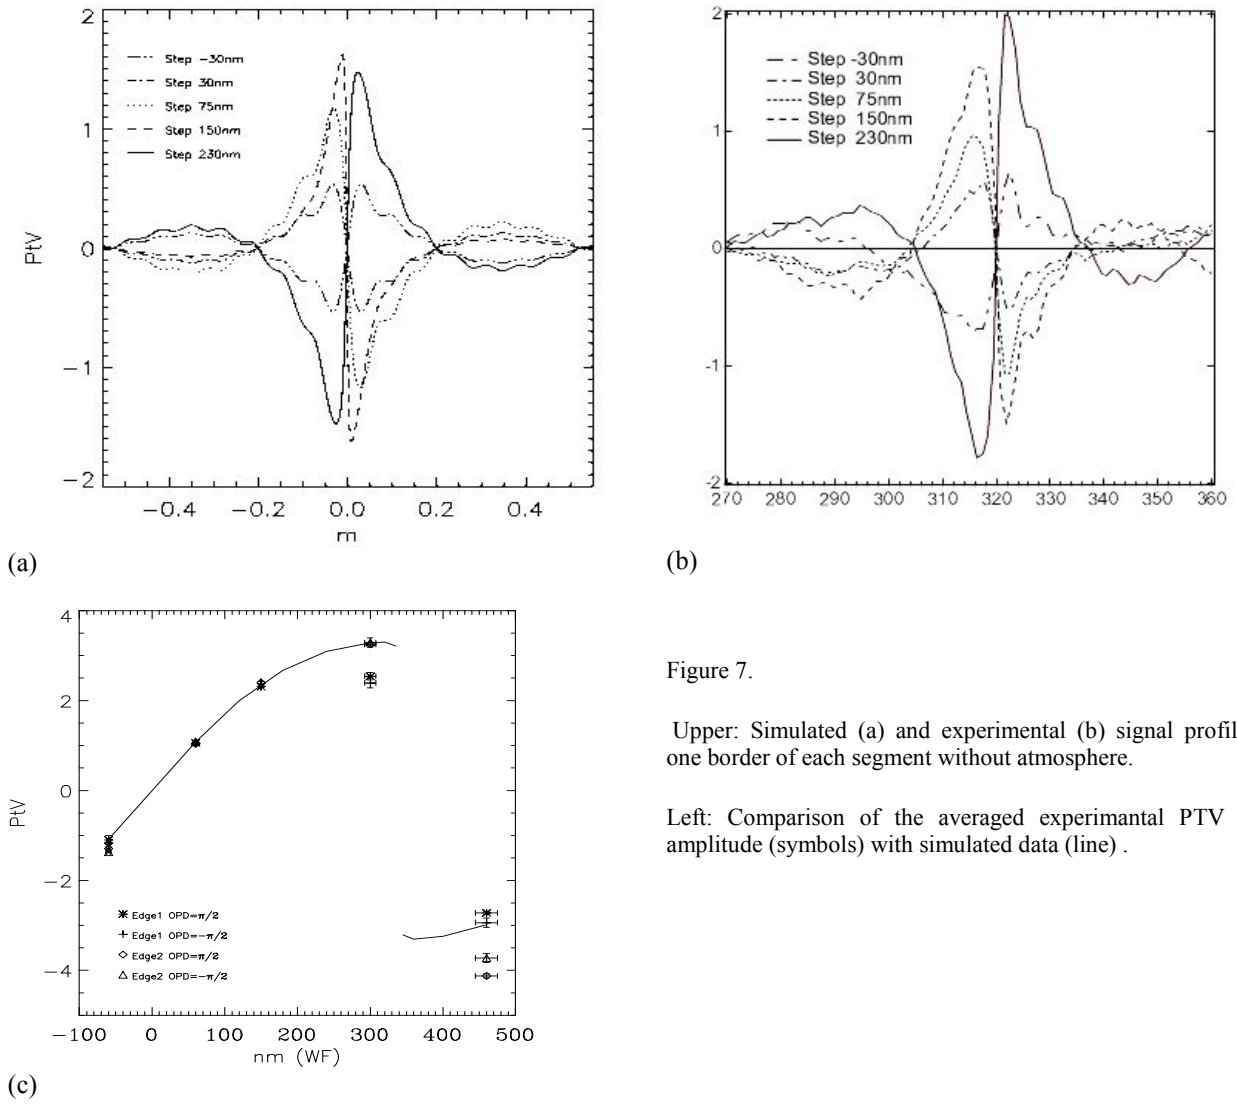 2
1
0
−1
−2
PtV
Step −30nm
Step 30nm
Step 75nm
Step 150nm
Step 230nm
−0.4 −0.2 0.0 0.2 0.4
m
(a)
2
1
0
-1
-2
Step -30nm
Step 30nm
Step 75nm
Step 150nm
Step 230nm
270 280 290 300 310 320 330 340 350 360
(b)
4
2
0
−2
−4
PtV
Edge1 OPD=π/2
Edge1 OPD=−π/2
Edge2 OPD=π/2
Edge2 OPD=−π/2
−100 0 100 200 300 400 500
nm (WF)
(c)
Figure 7.
Upper: Simulated (a) and experimental (b) signal profil
one border of each segment without atmosphere.
Left: Comparison of the averaged experimantal PTV
amplitude (symbols) with simulated data (line) .